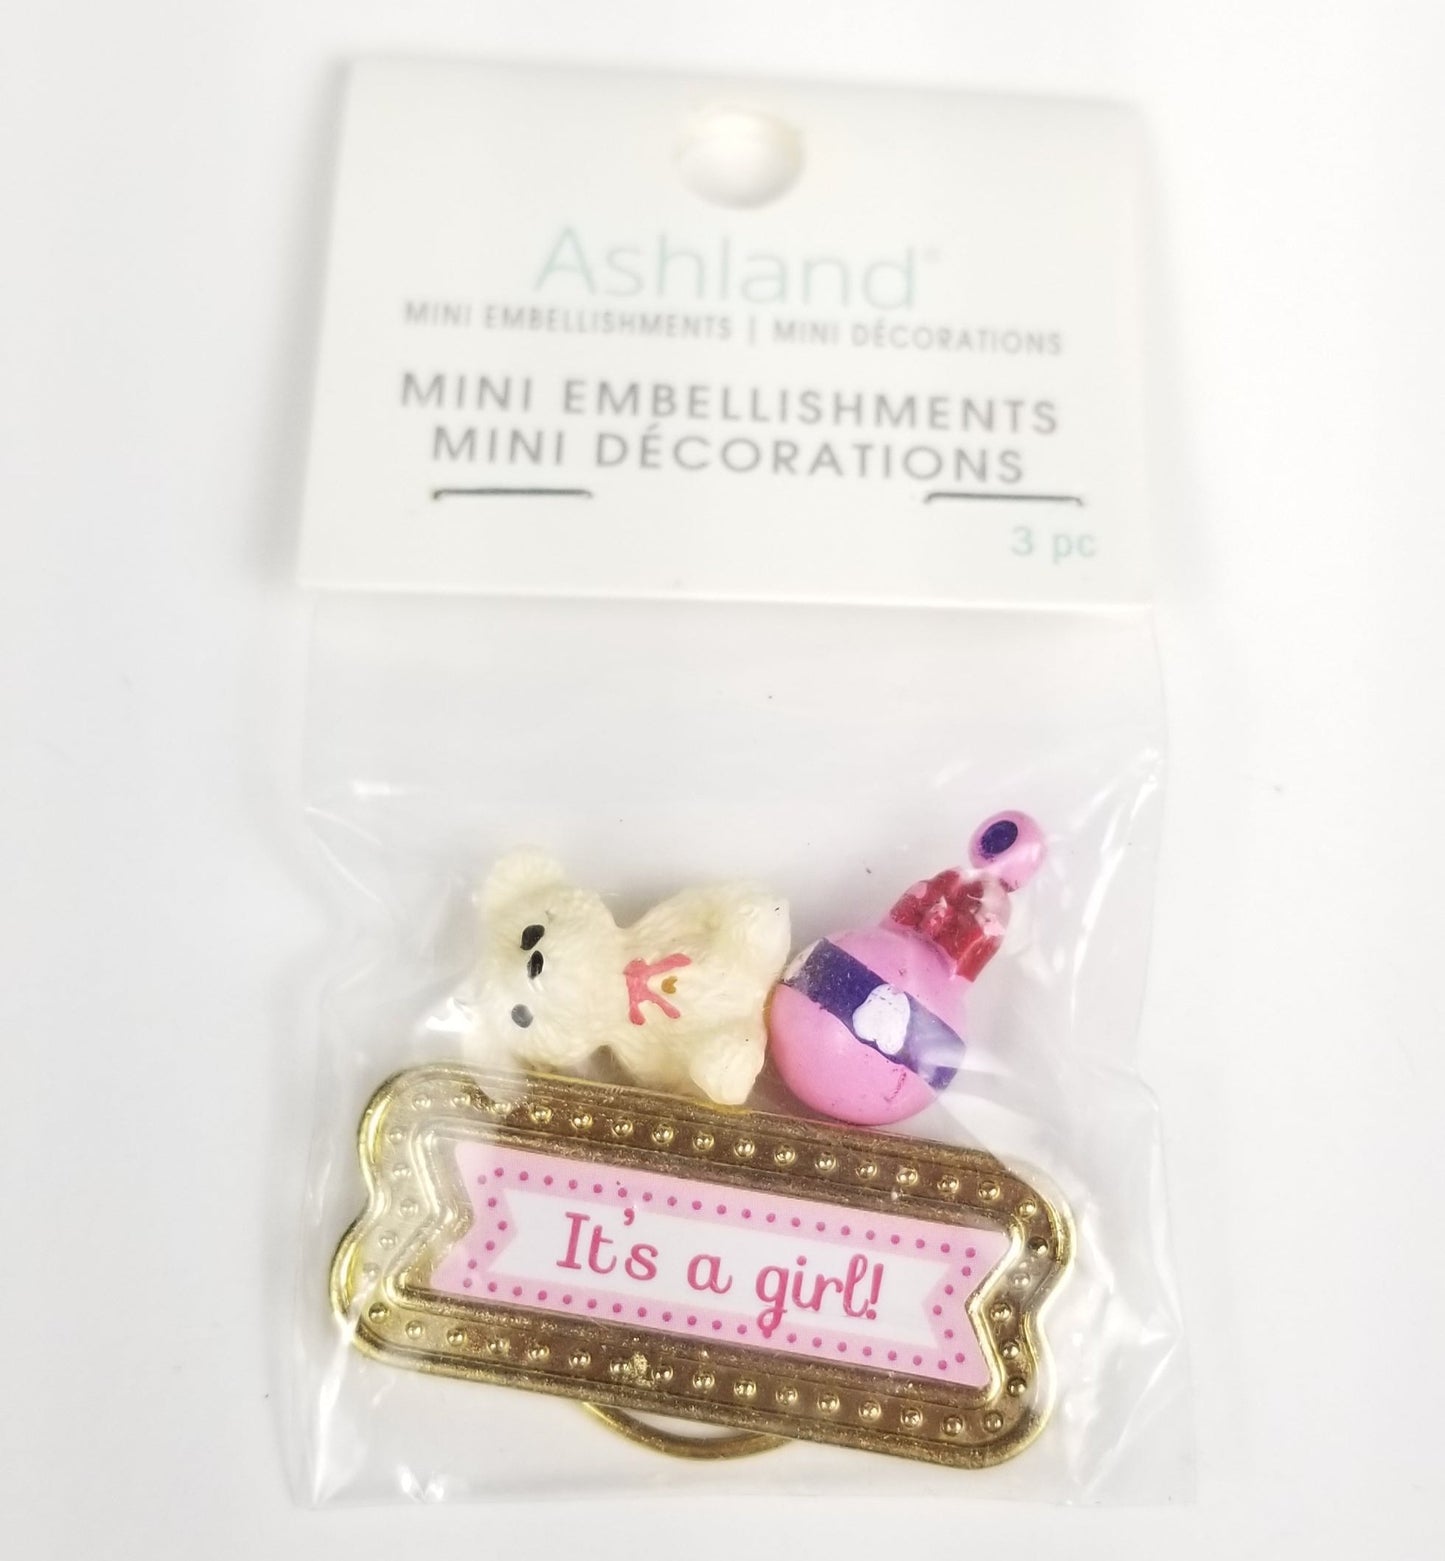 Ashland®
MINI EMBELLISHMENTS | MINI DÉCORATIONS
MINI EMBELLISHMENTS
MINI DÉCORATIONS
3 pc
It's a girl!